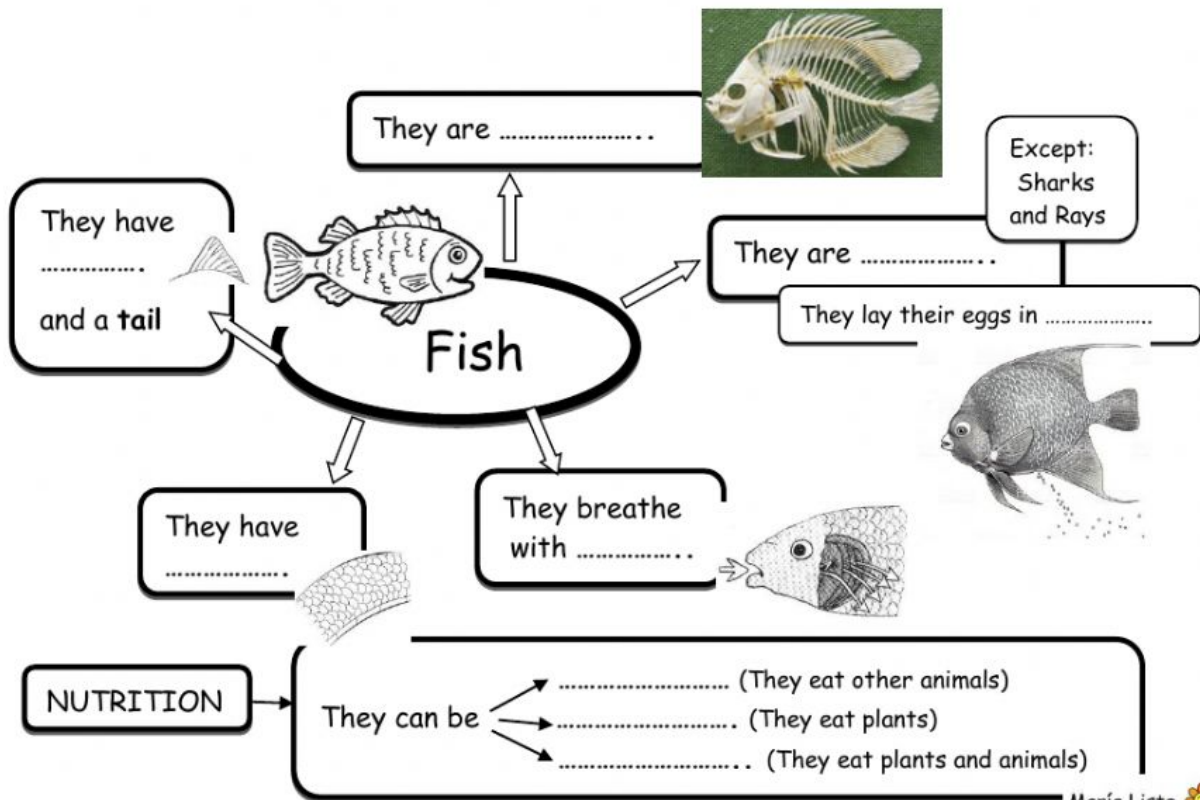 They are …………………..
Except:
Sharks
and Rays
They have
…………….
and a tail
They are ………………..
They lay their eggs in ………………..
Fish
They have
……………….
They breathe
with ……………..
NUTRITION
They can be
……………………… (They eat other animals)
………………………. (They eat plants)
……………………….. (They eat plants and animals)